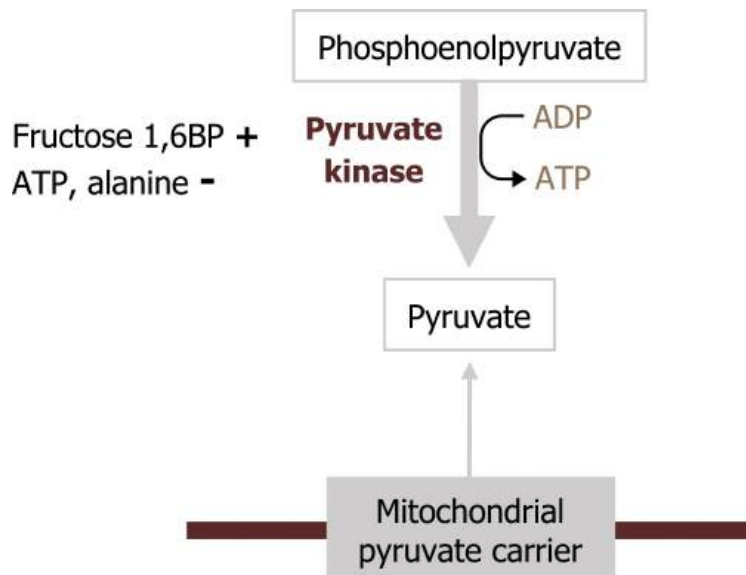 Phosphoenolpyruvate
Fructose 1,6BP +
ATP, alanine -
Pyruvate
kinase
ADP
ATP
Pyruvate
Mitochondrial
pyruvate carrier